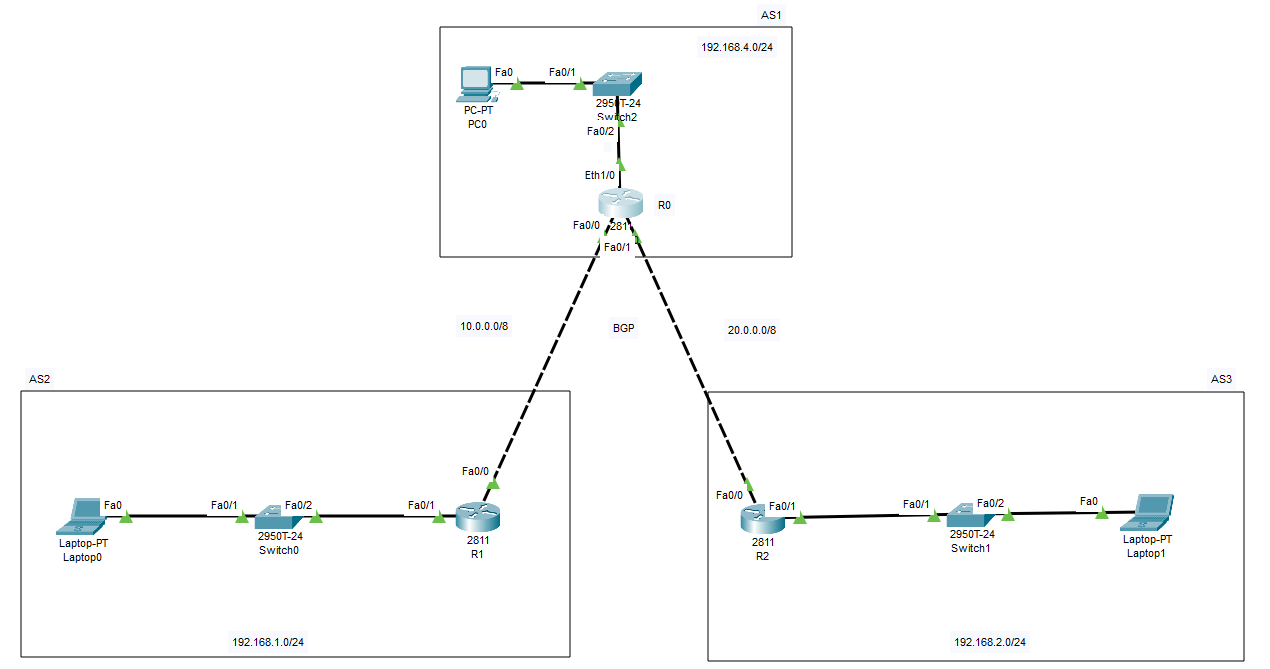 AS1
192.168.4.0/24
Fa0
Fa0/1
PC-PT
PC0
2950T-24
Switch2
Fa0/2
Eth1/0
R0
Fa0/0
281
Fa0/1
10.0.0.0/8
BGP
20.0.0.0/8
AS2
AS3
Fa0/0
Fa0
Fa0/1
Fa0/2
Fa0/1
Laptop-PT
Laptop0
2950T-24
Switch0
2811
R1
192.168.1.0/24
Fa0/0
Fa0/1
Fa0/1
Fa0/2
Fa0
2811
R2
2950T-24
Switch1
Laptop-PT
Laptop1
192.168.2.0/24